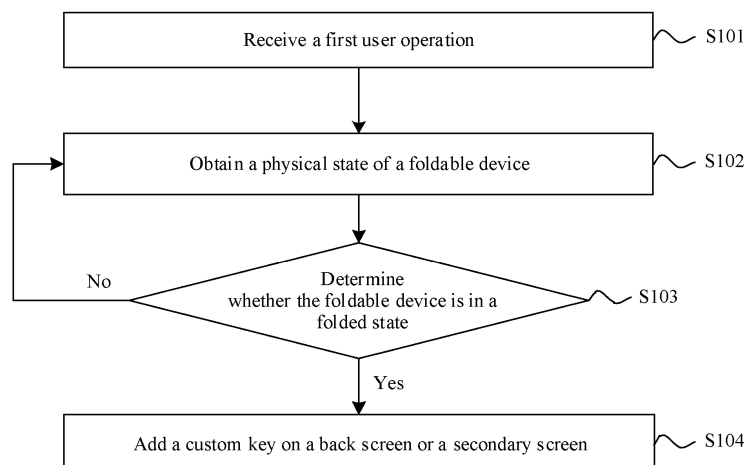 Receive a first user operation
S101
Obtain a physical state of a foldable device
S102
No
Determine
whether the foldable device is in a
folded state
S103
Yes
Add a custom key on a back screen or a secondary screen
S104